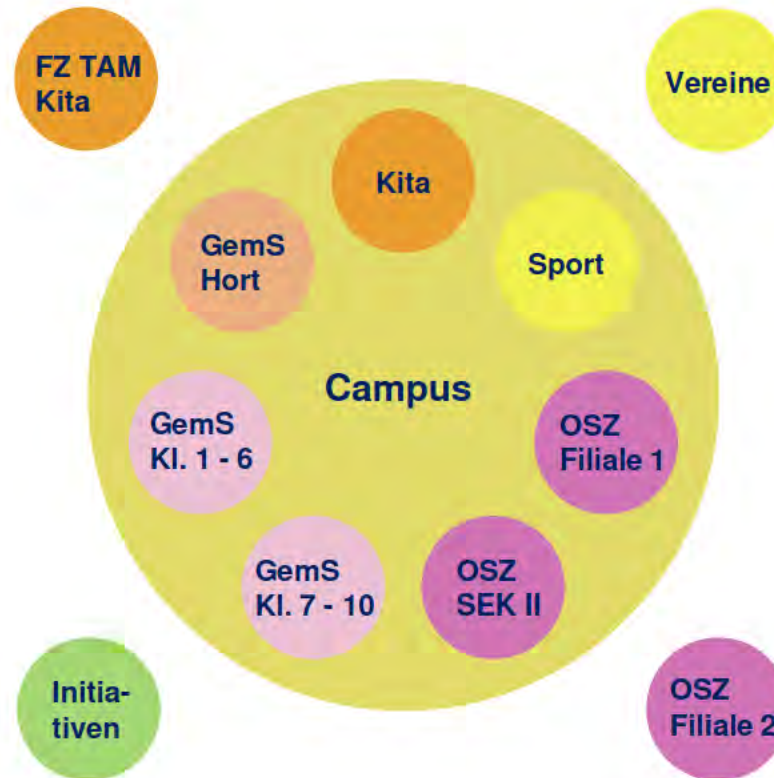 FZ TAM
Kita
Vereine
Kita
GemS
Hort
Sport
Campus
GemS
Kl. 1 - 6
OSZ
Filiale 1
GemS
Kl. 7 - 10
OSZ
SEK II
Initia-
tiven
OSZ
Filiale 2